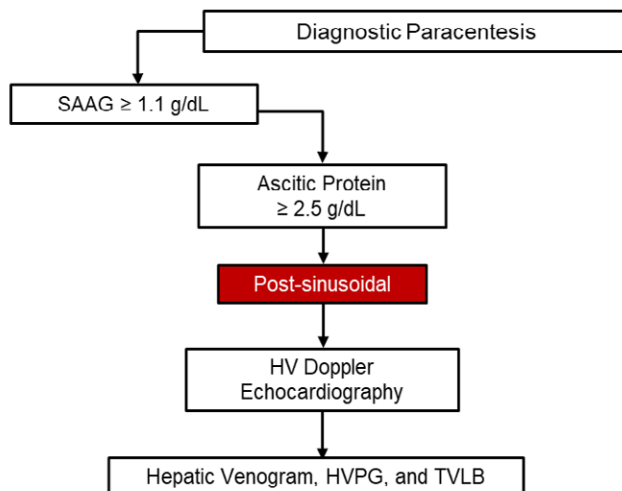 Diagnostic Paracentesis
SAAG ≥ 1.1 g/dL
Ascitic Protein
≥ 2.5 g/dL
Post-sinusoidal
HV Doppler
Echocardiography
Hepatic Venogram, HVPG, and TVLB